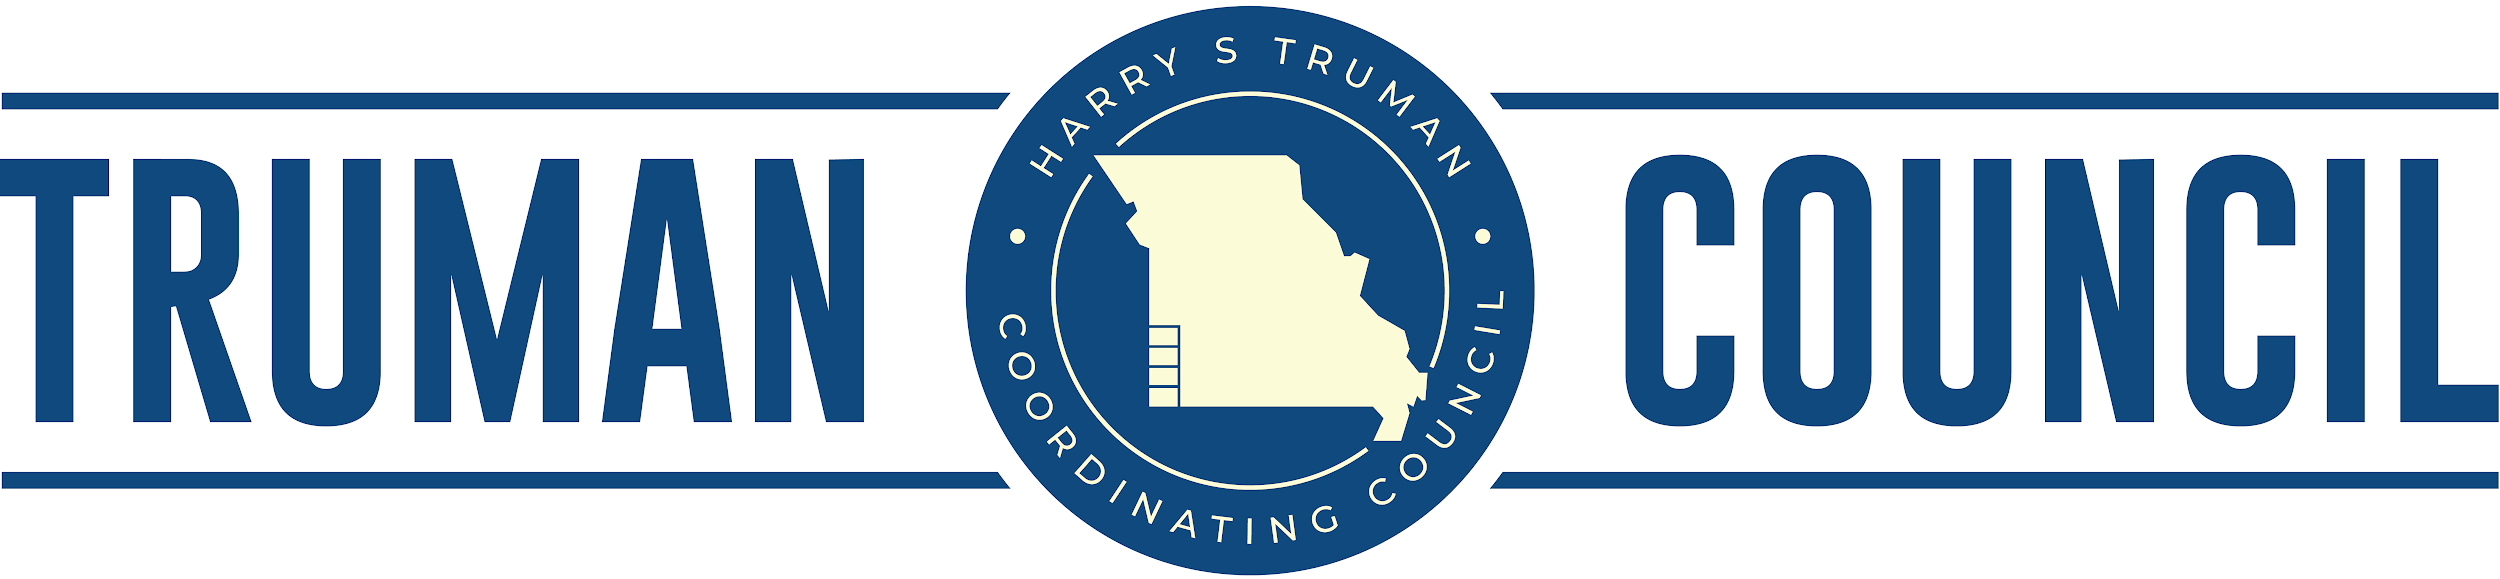 TRUMAN COUNCIL
HARRY S TRUMAN
COORDINATING COUNCIL